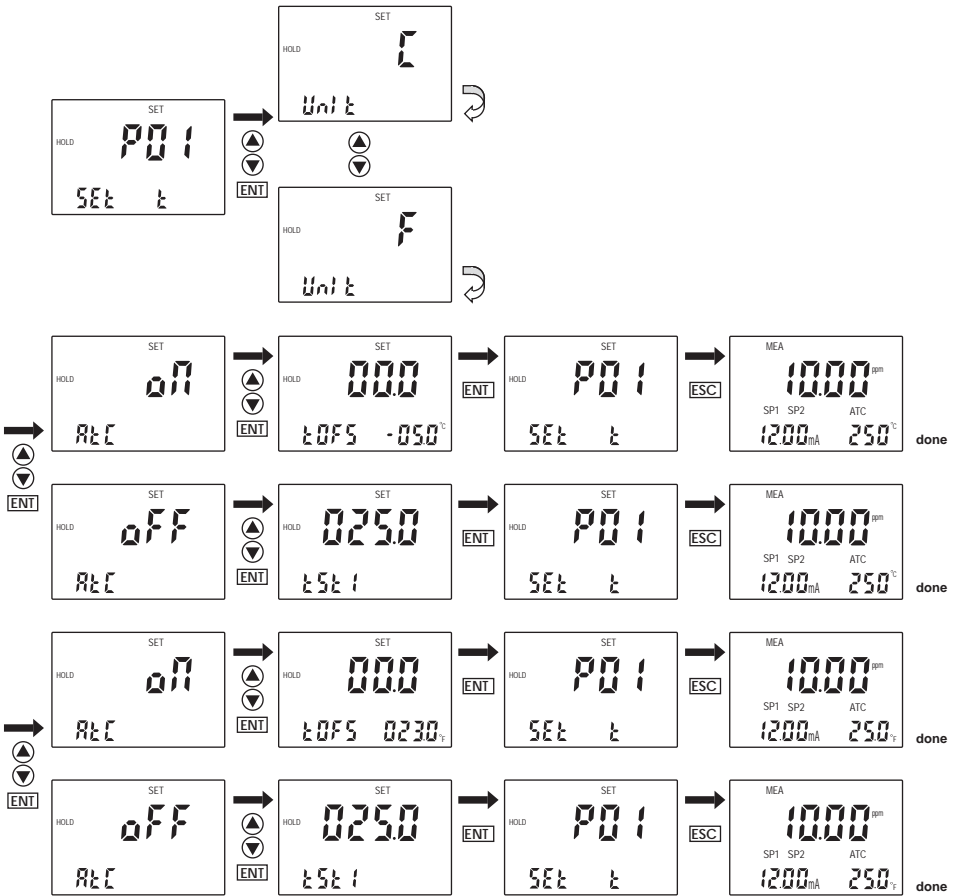 SET
HOLD
C
Unit
SET
HOLD
P01
SEt t
ENT
SET
HOLD
F
Unit
SET
HOLD
on
AtC
ENT
SET
HOLD
00.0
tOFS -05.0°C
ENT
SET
HOLD
P01
SEt t
ESC
MEA
10.00 ppm
SP1 SP2 ATC
12.00 mA 25.0°C
done
ENT
SET
HOLD
oFF
AtC
ENT
SET
HOLD
025.0
tSt1
ENT
SET
HOLD
P01
SEt t
ESC
MEA
10.00 ppm
SP1 SP2 ATC
12.00 mA 25.0°C
done
SET
HOLD
on
AtC
ENT
SET
HOLD
00.0
tOFS 023.0°F
ENT
SET
HOLD
P01
SEt t
ESC
MEA
10.00 ppm
SP1 SP2 ATC
12.00 mA 25.0°F
done
ENT
SET
HOLD
oFF
AtC
ENT
SET
HOLD
025.0
tSt1
ENT
SET
HOLD
P01
SEt t
ESC
MEA
10.00 ppm
SP1 SP2 ATC
12.00 mA 25.0°F
done